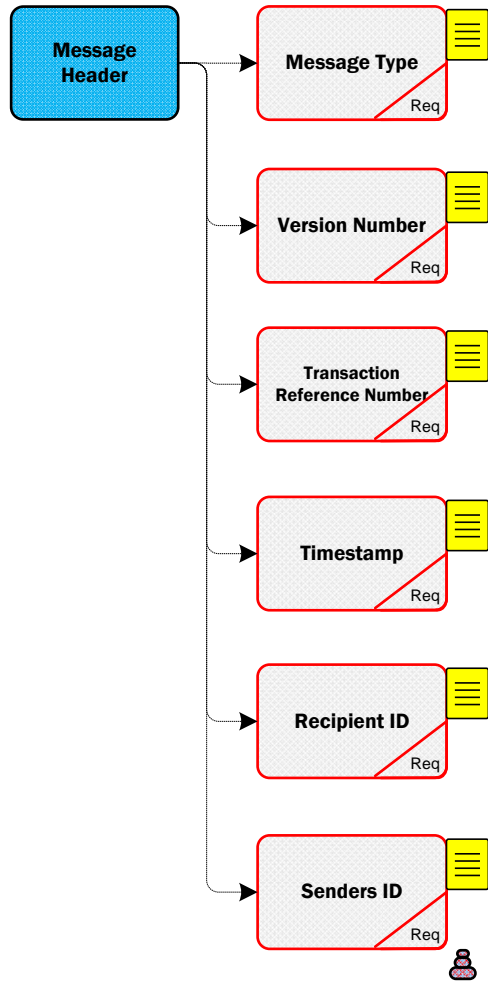 Message
Header
Message Type
Req
Version Number
Req
Transaction
Reference Number
Req
Timestamp
Req
Recipient ID
Req
Senders ID
Req